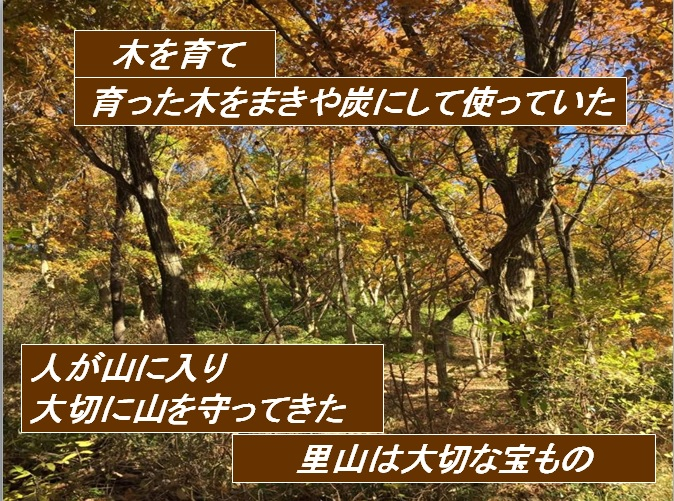 木を育て
育った木をまきや炭にして使っていた
人が山に入り
大切に山を守ってきた
里山は大切な宝もの